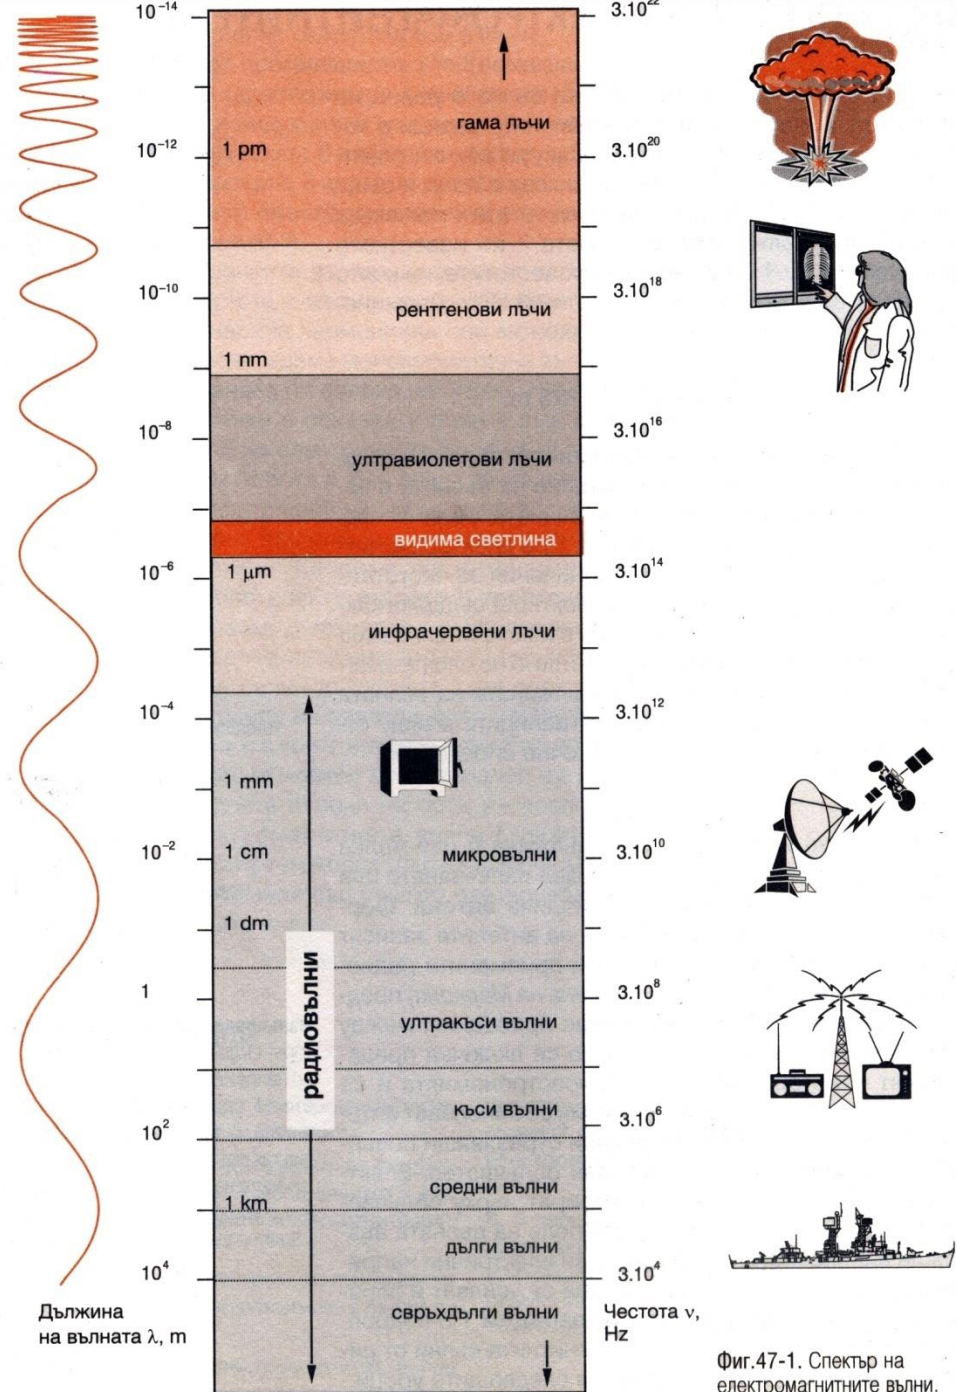 10⁻¹⁴
3.10²²
гама лъчи
10⁻¹²
1 pm
3.10²⁰
10⁻¹⁰
3.10¹⁸
рентгенови лъчи
1 nm
10⁻⁸
3.10¹⁶
ултравиолетови лъчи
видима светлина
10⁻⁶
1 μm
3.10¹⁴
инфрачервени лъчи
10⁻⁴
3.10¹²
1 mm
10⁻²
1 cm
микровълни
3.10¹⁰
1 dm
1
3.10⁸
ултракъси вълни
радиовълни
къси вълни
10²
3.10⁶
средни вълни
1 km
дълги вълни
10⁴
3.10⁴
свръхдълги вълни
Дължина
на вълната λ, m
Честота ν,
Hz
Фиг.47-1. Спектър на
електромагнитните вълни.